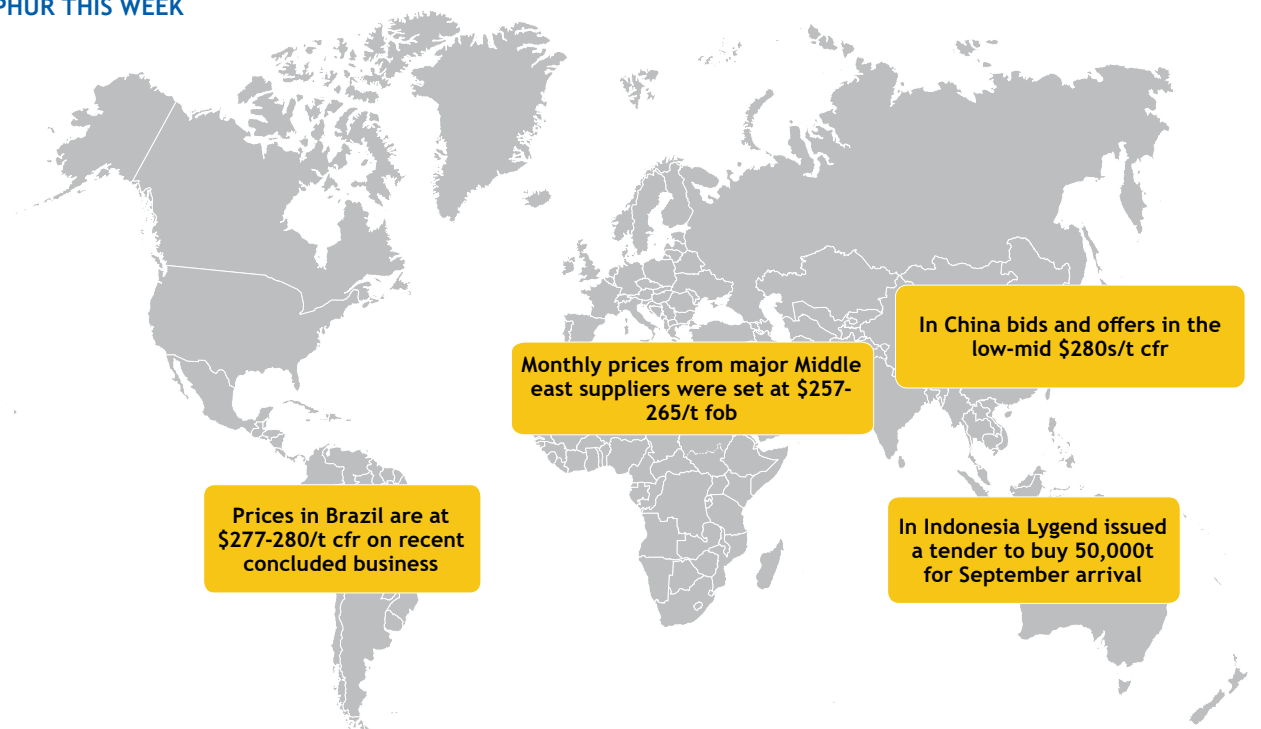 PHUR THIS WEEK
In China bids and offers in the
low-mid $280s/t cfr
Monthly prices from major Middle
east suppliers were set at $257-
265/t fob
Prices in Brazil are at
$277-280/t cfr on recent
concluded business
In Indonesia Lygend issued
a tender to buy 50,000t
for September arrival